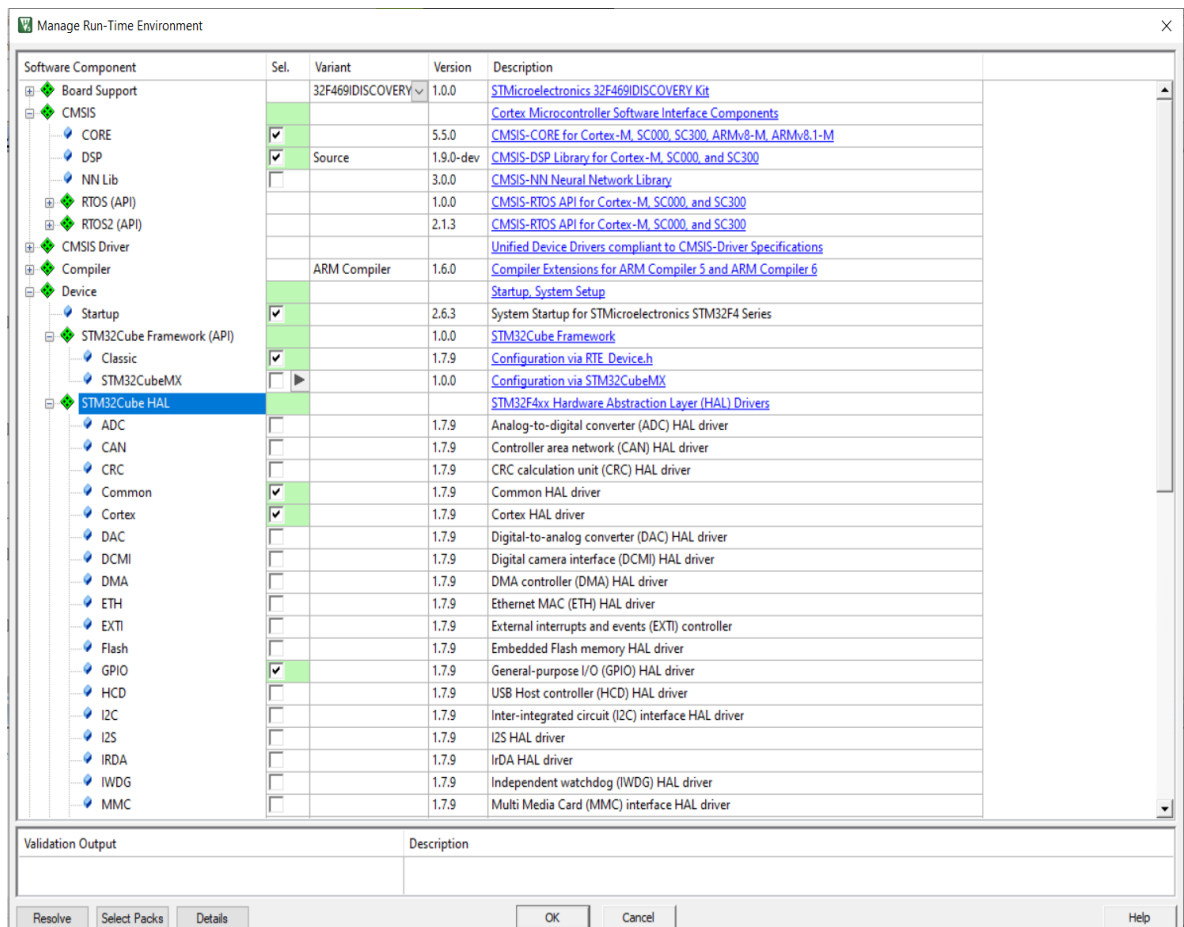 Manage Run-Time Environment
Software Component Sel. Variant Version Description
Board Support 32F469IDISCOVERY 1.0.0 STMicroelectronics 32F469IDISCOVERY Kit
CMSIS Cortex Microcontroller Software Interface Components
CORE 5.5.0 CMSIS-CORE for Cortex-M, SC000, SC300, ARMv8-M, ARMv8.1-M
DSP Source 1.9.0-dev CMSIS-DSP Library for Cortex-M, SC000, and SC300
NN Lib 3.0.0 CMSIS-NN Neural Network Library
RTOS (API) 1.0.0 CMSIS-RTOS API for Cortex-M, SC000, and SC300
RTOS2 (API) 2.1.3 CMSIS-RTOS API for Cortex-M, SC000, and SC300
CMSIS Driver Unified Device Drivers compliant to CMSIS-Driver Specifications
Compiler ARM Compiler 1.6.0 Compiler Extensions for ARM Compiler 5 and ARM Compiler 6
Device Startup, System Setup
Startup 2.6.3 System Startup for STMicroelectronics STM32F4 Series
STM32Cube Framework (API) 1.0.0 STM32Cube Framework
Classic 1.7.9 Configuration via RTE_Device.h
STM32CubeMX 1.0.0 Configuration via STM32CubeMX
STM32Cube HAL STM32F4xx Hardware Abstraction Layer (HAL) Drivers
ADC 1.7.9 Analog-to-digital converter (ADC) HAL driver
CAN 1.7.9 Controller area network (CAN) HAL driver
CRC 1.7.9 CRC calculation unit (CRC) HAL driver
Common 1.7.9 Common HAL driver
Cortex 1.7.9 Cortex HAL driver
DAC 1.7.9 Digital-to-analog converter (DAC) HAL driver
DCMI 1.7.9 Digital camera interface (DCMI) HAL driver
DMA 1.7.9 DMA controller (DMA) HAL driver
ETH 1.7.9 Ethernet MAC (ETH) HAL driver
EXTI 1.7.9 External interrupts and events (EXTI) controller
Flash 1.7.9 Embedded Flash memory HAL driver
GPIO 1.7.9 General-purpose I/O (GPIO) HAL driver
HCD 1.7.9 USB Host controller (HCD) HAL driver
I2C 1.7.9 Inter-integrated circuit (I2C) interface HAL driver
I2S 1.7.9 I2S HAL driver
IRDA 1.7.9 IrDA HAL driver
IWDG 1.7.9 Independent watchdog (IWDG) HAL driver
MMC 1.7.9 Multi Media Card (MMC) interface HAL driver
Validation Output Description
Resolve Select Packs Details OK Cancel Help